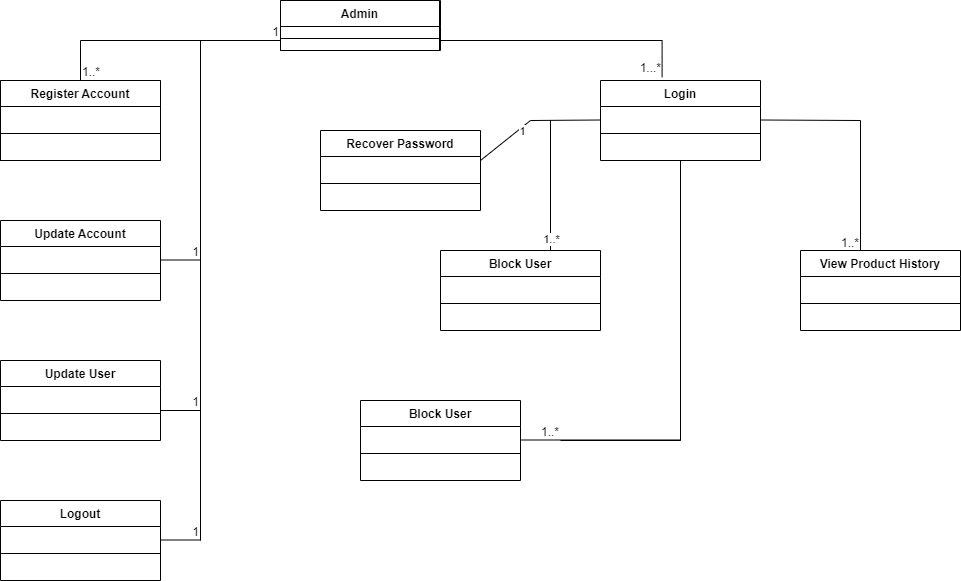 Admin
1
1..*
1...*
Register Account
Login
1
Recover Password
Update Account
1
1..*
1..*
Block User
View Product History
Update User
1
Block User
1..*
Logout
1